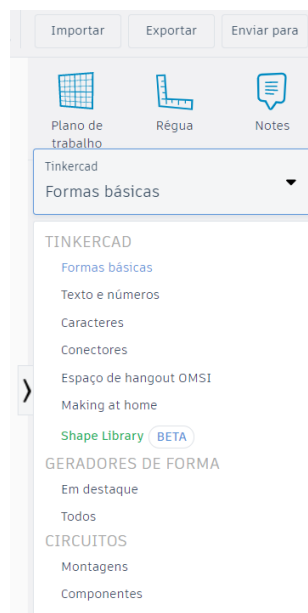 Importar Exportar Enviar para
Plano de trabalho
Régua
Notes
Tinkercad
Formas básicas
TINKERCAD
Formas básicas
Texto e números
Caracteres
Conectores
Espaço de hangout OMSI
Making at home
Shape Library BETA
GERADORES DE FORMA
Em destaque
Todos
CIRCUITOS
Montagens
Componentes